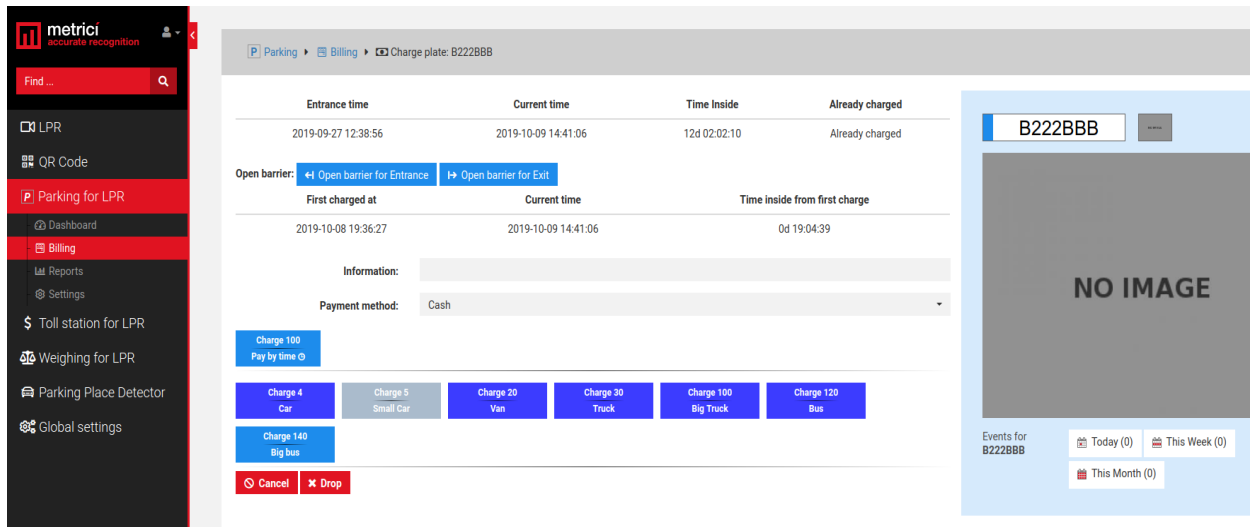 metrici
accurate recognition
Find ...
LPR
QR Code
P Parking for LPR
Dashboard
Billing
Reports
Settings
$ Toll station for LPR
Weighing for LPR
Parking Place Detector
Global settings
P Parking Billing Charge plate: B222BBB
Entrance time Current time Time Inside Already charged
2019-09-27 12:38:56 2019-10-09 14:41:06 12d 02:02:10 Already charged
Open barrier: Open barrier for Entrance Open barrier for Exit
First charged at Current time Time inside from first charge
2019-10-08 19:36:27 2019-10-09 14:41:06 0d 19:04:39
Information:
Payment method: Cash
Charge 100
Pay by time
Charge 4 Charge 5 Charge 20 Charge 30 Charge 100 Charge 120
Car Small Car Van Truck Big Truck Bus
Charge 140
Big bus
Cancel Drop
B222BBB
NO IMAGE
Events for
B222BBB
Today (0) This Week (0)
This Month (0)